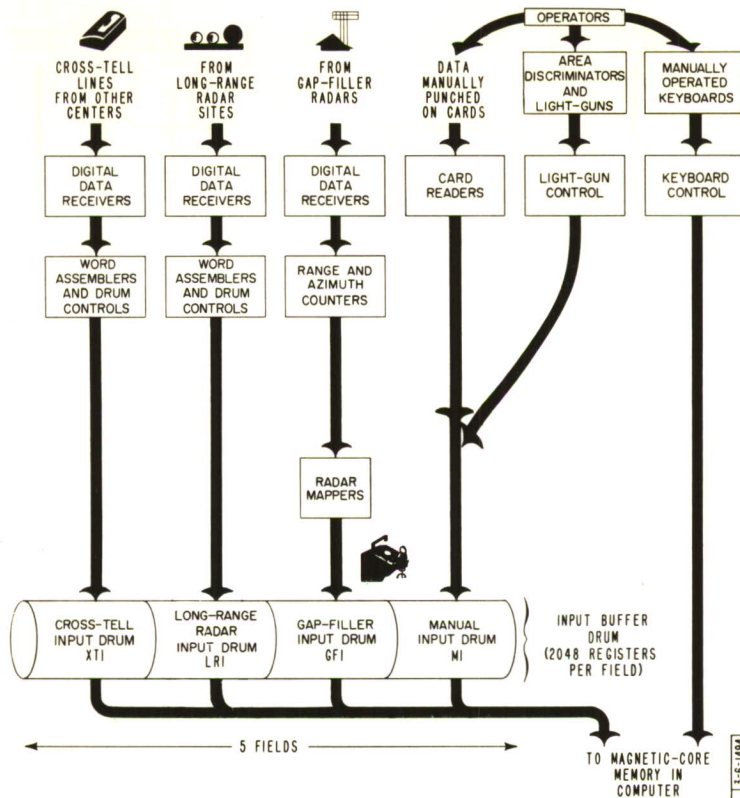 OPERATORS
CROSS-TELL
LINES
FROM OTHER
CENTERS
FROM
LONG-RANGE
RADAR
SITES
FROM
GAP-FILLER
RADARS
DATA
MANUALLY
PUNCHED
ON CARDS
AREA
DISCRIMINATORS
AND
LIGHT-GUNS
MANUALLY
OPERATED
KEYBOARDS
DIGITAL
DATA
RECEIVERS
DIGITAL
DATA
RECEIVERS
DIGITAL
DATA
RECEIVERS
CARD
READERS
LIGHT-GUN
CONTROL
KEYBOARD
CONTROL
WORD
ASSEMBLERS
AND DRUM
CONTROLS
WORD
ASSEMBLERS
AND DRUM
CONTROLS
RANGE AND
AZIMUTH
COUNTERS
RADAR
MAPPERS
CROSS-TELL
INPUT DRUM
XTI
LONG-RANGE
RADAR
INPUT DRUM
LRI
GAP-FILLER
INPUT DRUM
GFI
MANUAL
INPUT DRUM
MI
INPUT BUFFER
DRUM
(2048 REGISTERS
PER FIELD)
5 FIELDS
TO MAGNETIC-CORE
MEMORY IN
COMPUTER